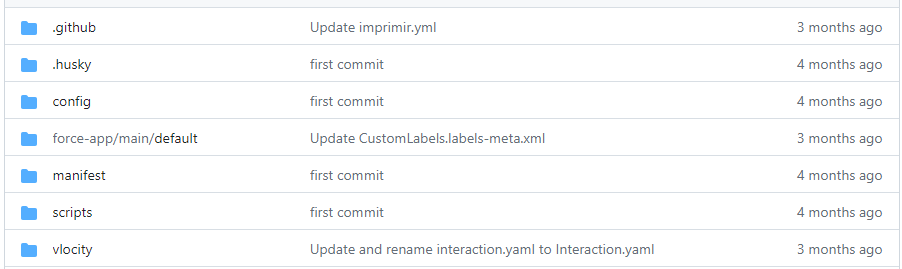 .github Update imprimir.yml 3 months ago
.husky first commit 4 months ago
config first commit 4 months ago
force-app/main/default Update CustomLabels.labels-meta.xml 3 months ago
manifest first commit 4 months ago
scripts first commit 4 months ago
vlocity Update and rename interaction.yaml to Interaction.yaml 3 months ago